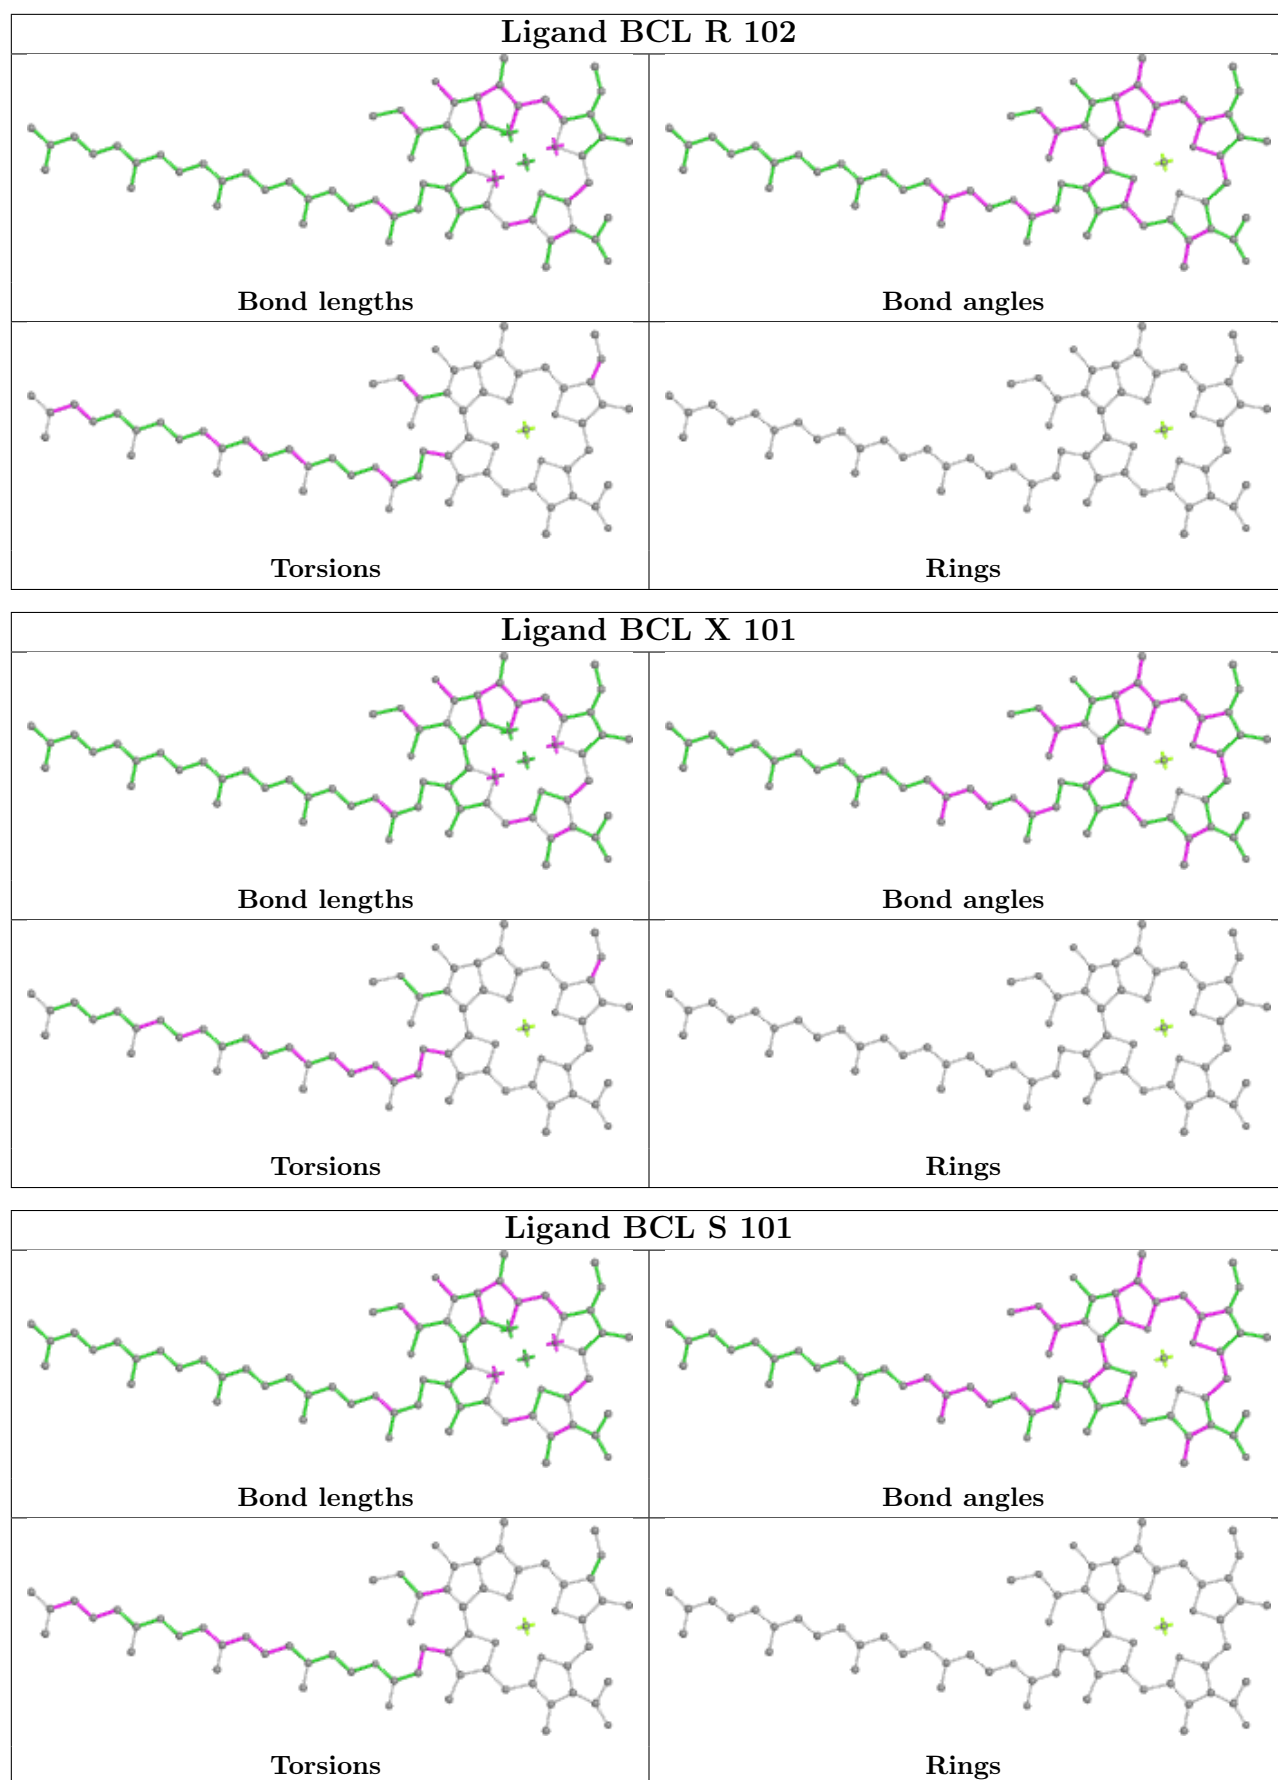 Ligand BCL R 102
Bond lengths
Bond angles
Torsions
Rings
Ligand BCL X 101
Bond lengths
Bond angles
Torsions
Rings
Ligand BCL S 101
Bond lengths
Bond angles
Torsions
Rings